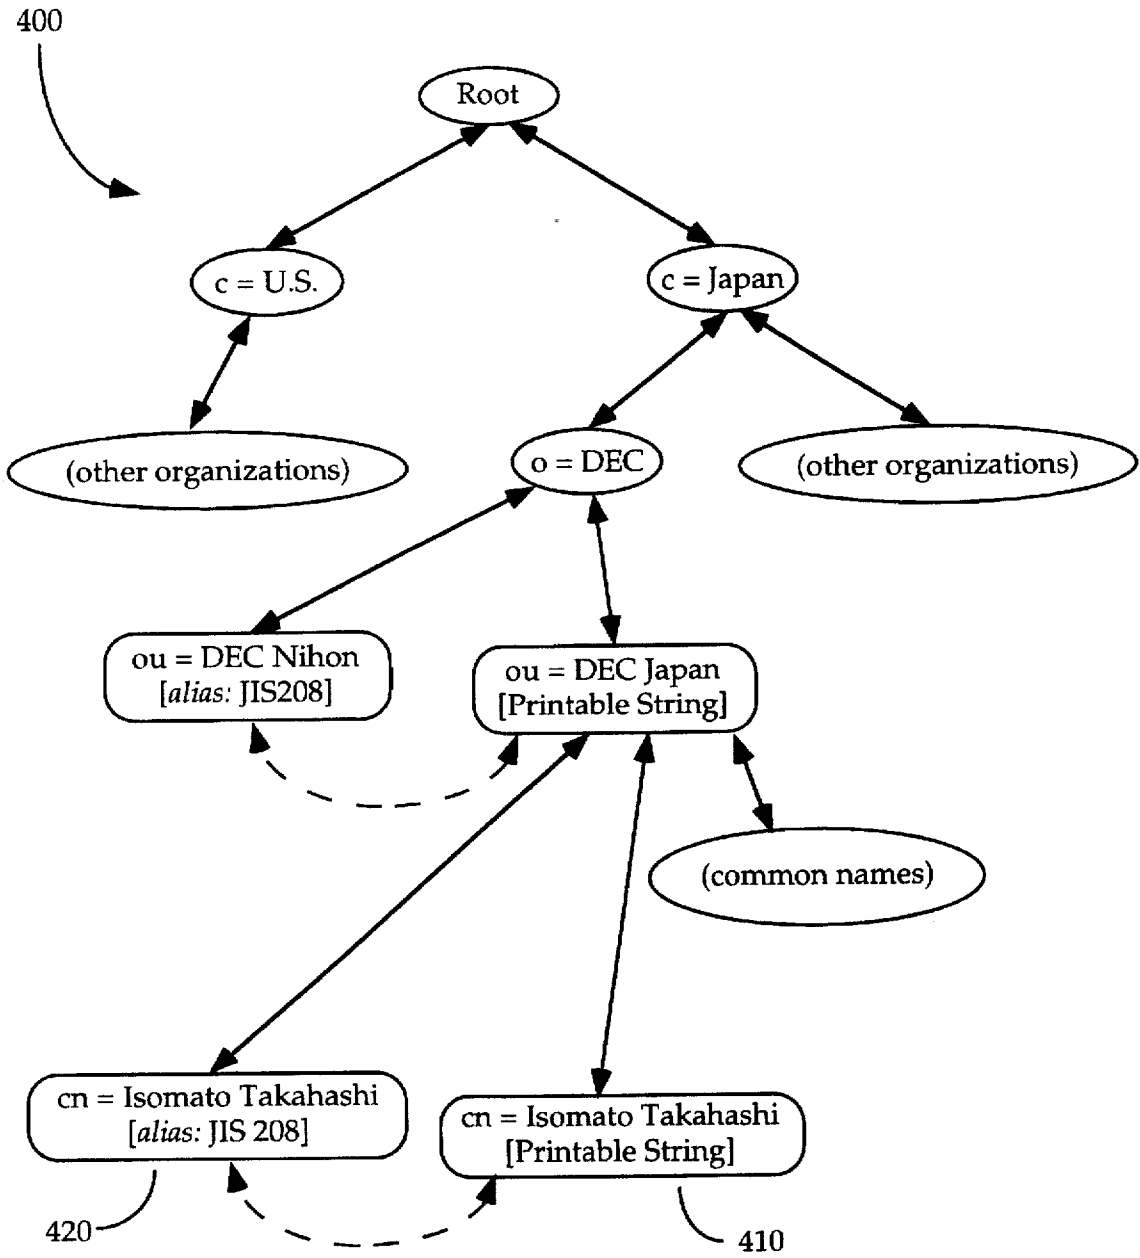 400
Root
c = U.S.
c = Japan
(other organizations)
o = DEC
(other organizations)
ou = DEC Nihon
[alias: JIS208]
ou = DEC Japan
[Printable String]
(common names)
cn = Isomato Takahashi
[alias: JIS 208]
cn = Isomato Takahashi
[Printable String]
420
410